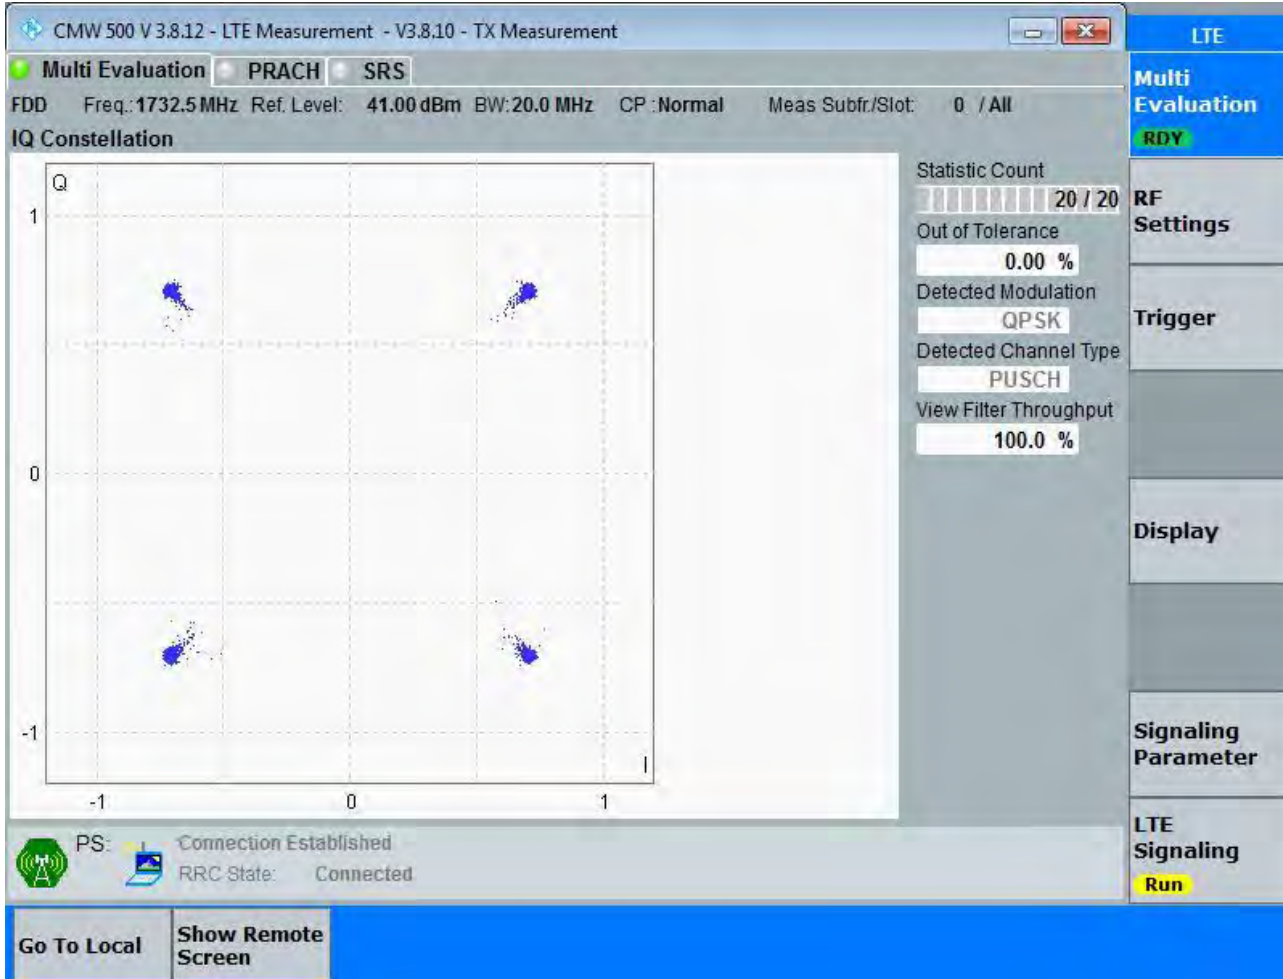 CMW 500 V 3.8.12 - LTE Measurement - V3.8.10 - TX Measurement
LTE
Multi Evaluation PRACH SRS
FDD Freq.:1732.5 MHz Ref. Level: 41.00 dBm BW:20.0 MHz CP :Normal Meas Subfr./Slot: 0 / All
IQ Constellation
Q
1
0
-1
I
-1 0 1
Statistic Count
20 / 20
Out of Tolerance
0.00 %
Detected Modulation
QPSK
Detected Channel Type
PUSCH
View Filter Throughput
100.0 %
Multi
Evaluation
RDY
RF
Settings
Trigger
Display
Signaling
Parameter
LTE
Signaling
Run
PS: Connection Established
RRC State: Connected
Go To Local
Show Remote
Screen